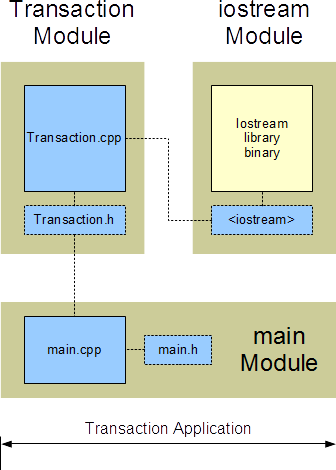 Transaction
Module
iostream
Module
Transaction.cpp
Iostream
library
binary
Transaction.h
<iostream>
main.cpp
main.h
main
Module
Transaction Application